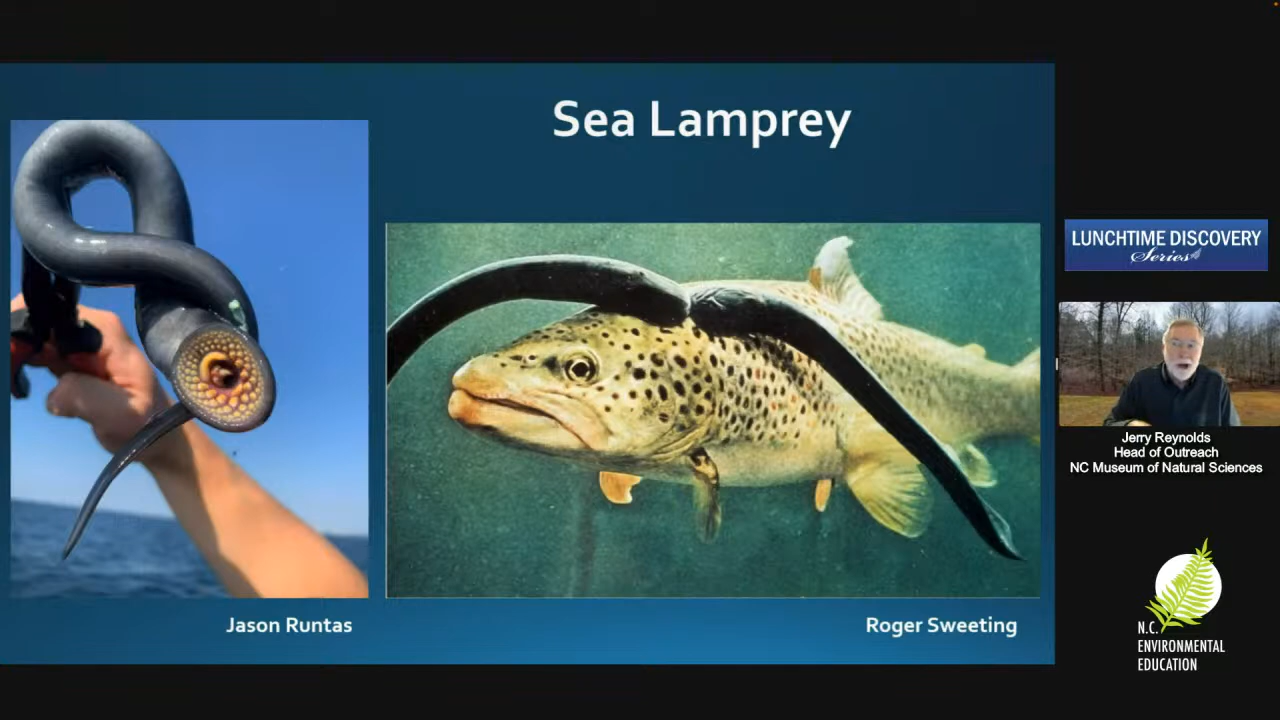 Sea Lamprey
Jason Runtas
Roger Sweeting
LUNCHTIME DISCOVERY
Series
Jerry Reynolds
Head of Outreach
NC Museum of Natural Sciences
N.C.
ENVIRONMENTAL
EDUCATION